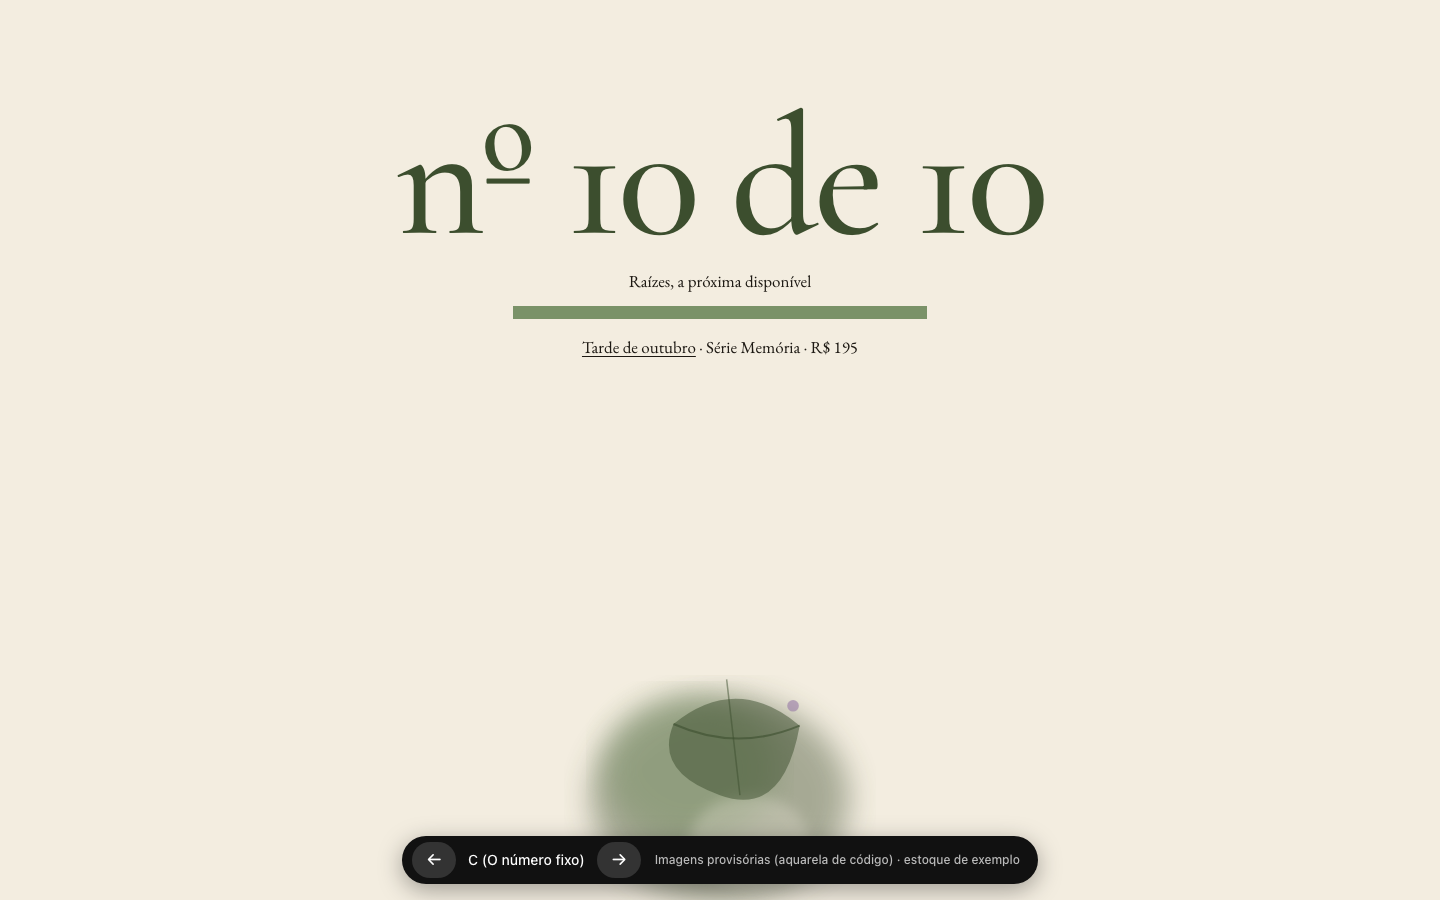 nº 10 de 10
Raízes, a próxima disponível
Tarde de outubro · Série Memória · R$ 195
← C (O número fixo) → Imagens provisórias (aquarela de código) · estoque de exemplo